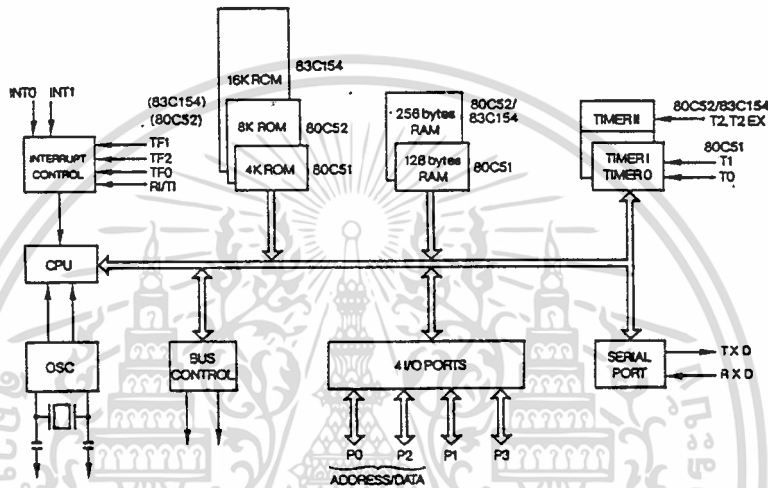 INT0 INT1
(83C154)
(80C52)
INTERRUPT
CONTROL
TF1
TF2
TF0
RI/TI
16K ROM
83C154
8K ROM
80C52
4K ROM
80C51
256 bytes
RAM
80C52/
83C154
128 bytes
RAM
80C51
TIMER II
80C52/83C154
T2, T2 EX
TIMER I
TIMER 0
80C51
T1
T0
CPU
OSC
BUS
CONTROL
4 I/O PORTS
SERIAL
PORT
TXD
RXD
P0 P2 P1 P3
ADDRESS/DATA